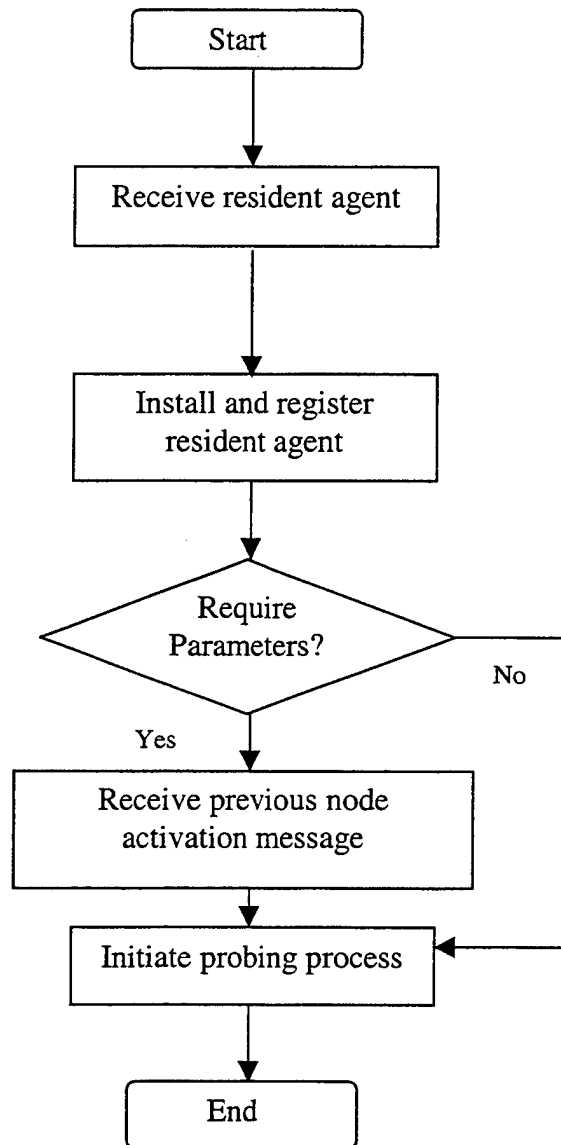 Start
Receive resident agent
Install and register
resident agent
Require
Parameters?
No
Yes
Receive previous node
activation message
Initiate probing process
End